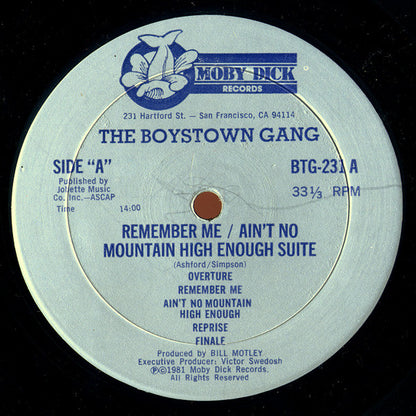 MOBY DICK
RECORDS
231 Hartford St. — San Francisco, CA 94114
THE BOYSTOWN GANG
SIDE "A"
Published by
Joliette Music
Co. Inc.—ASCAP
Time 14:00
BTG-231 A
33⅓ RPM
REMEMBER ME / AIN'T NO
MOUNTAIN HIGH ENOUGH SUITE
(Ashford/Simpson)
OVERTURE
REMEMBER ME
AIN'T NO MOUNTAIN
HIGH ENOUGH
REPRISE
FINALE
Produced by BILL MOTLEY
Executive Producer: Victor Swedosh
℗©1981 Moby Dick Records.
All Rights Reserved